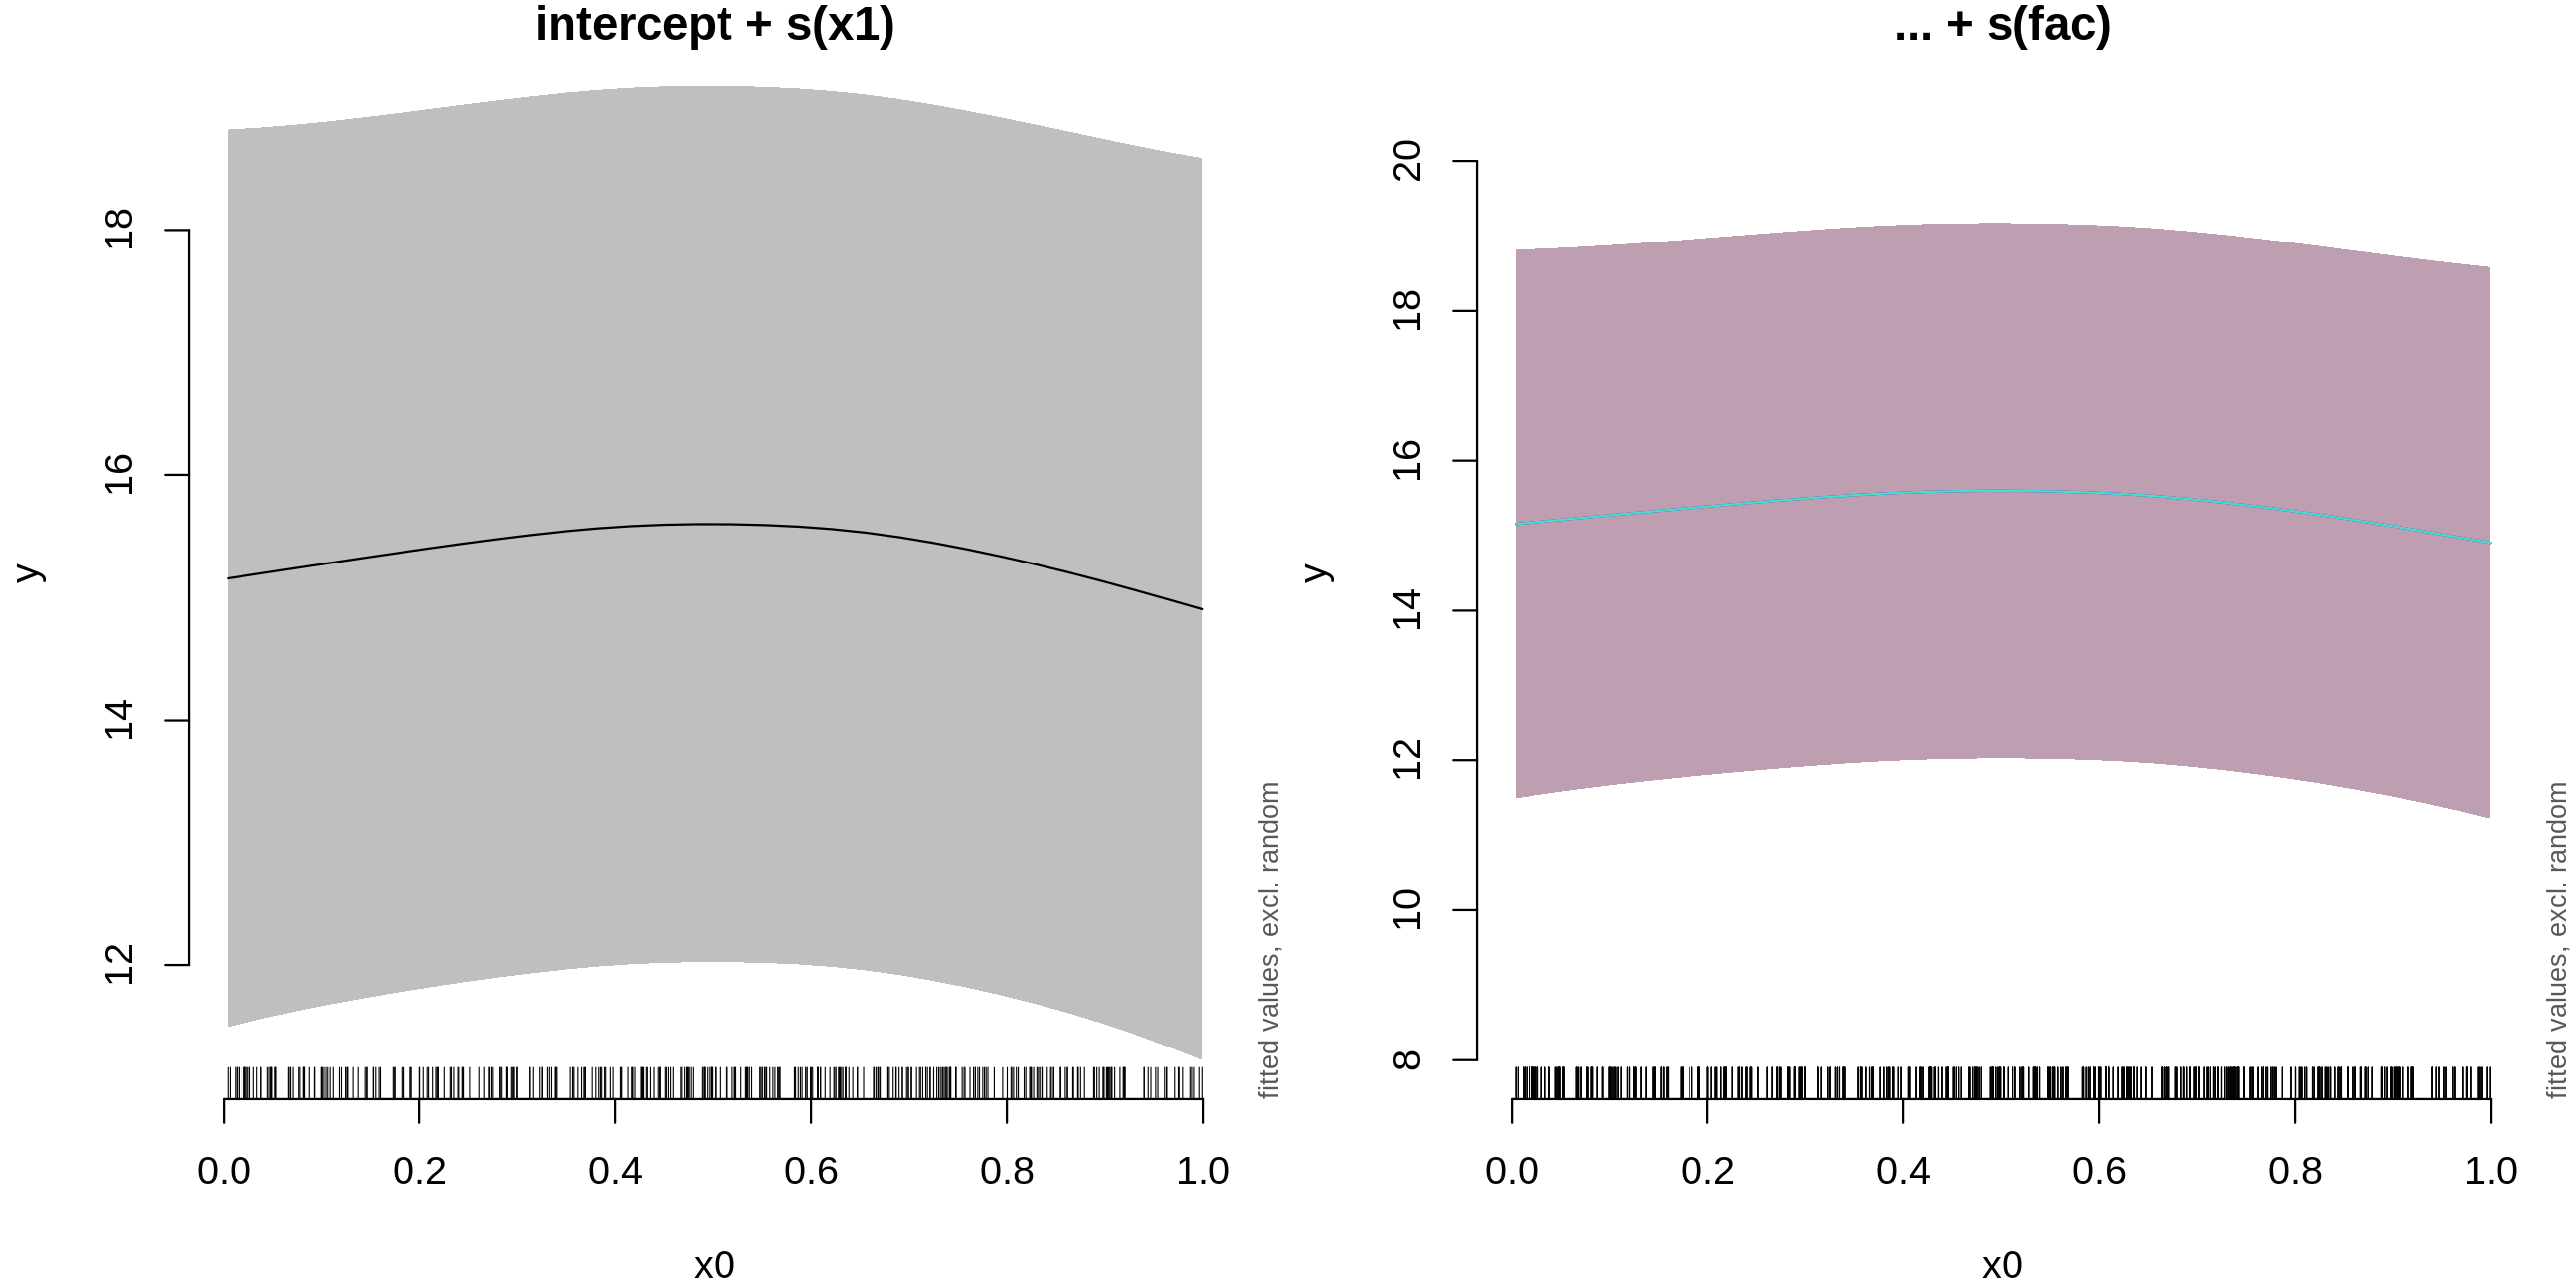 intercept + s(x1)
y
18
16
14
12
0.0 0.2 0.4 0.6 0.8 1.0
x0
fitted values, excl. random
... + s(fac)
y
20
18
16
14
12
10
8
0.0 0.2 0.4 0.6 0.8 1.0
x0
fitted values, excl. random